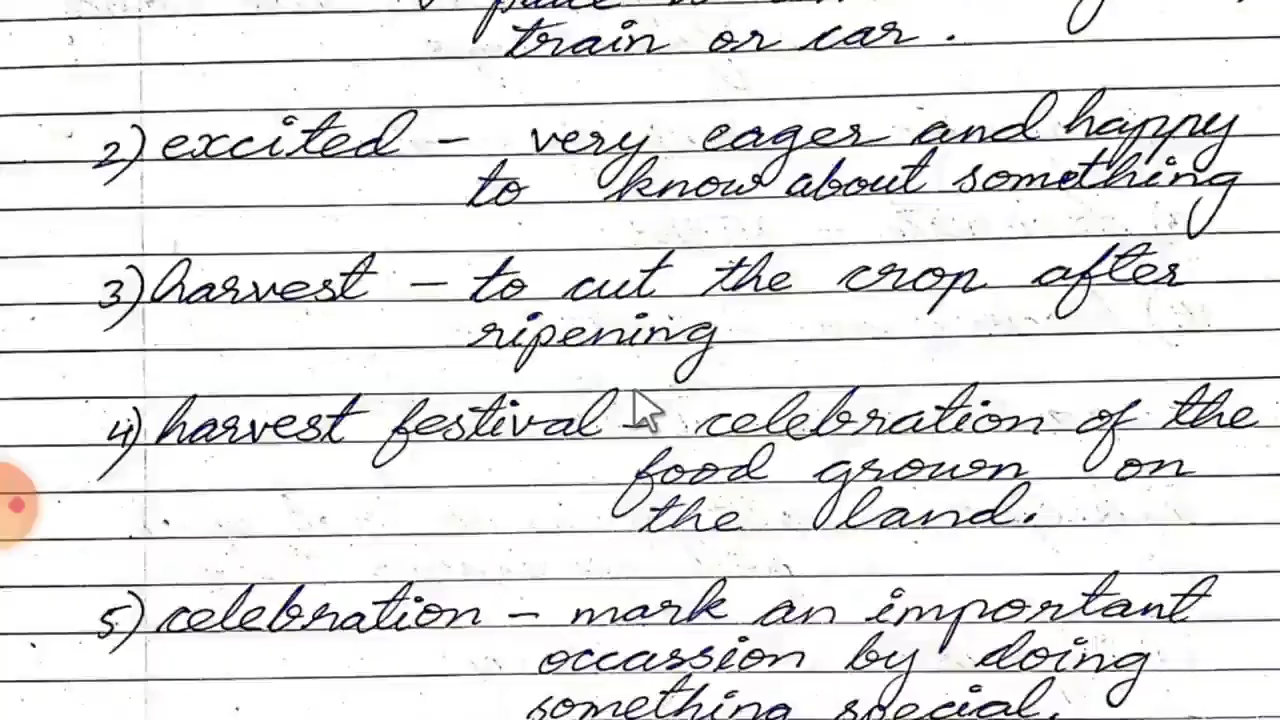 train or car.
2) excited - very eager and happy
to know about something
3) harvest - to cut the crop after
ripening
4) harvest festival - celebration of the
food grown on
the land.
5) celebration - mark an important
occassion by doing
something special.